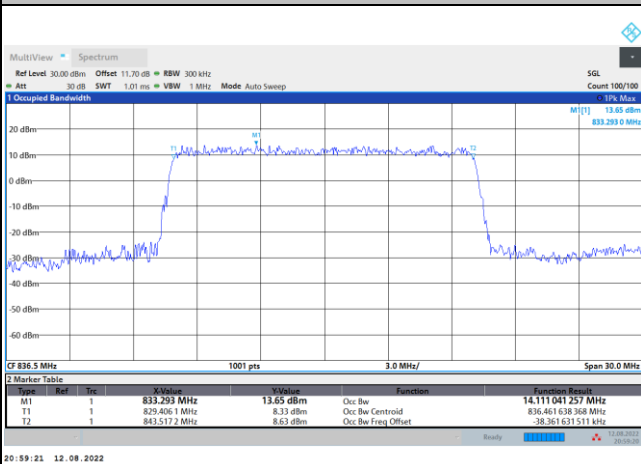 MultiView Spectrum
Ref Level 30.00 dBm Offset 11.70 dB RBW 300 kHz SGL
Att 30 dB SWT 1.01 ms VBW 1 MHz Mode Auto Sweep Count 100/100
1 Occupied Bandwidth 1Pk Max
M1[1] 13.65 dBm
833.293 0 MHz
20 dBm
M1
T1 T2
10 dBm
0 dBm
-10 dBm
-20 dBm
-30 dBm
-40 dBm
-50 dBm
-60 dBm
CF 836.5 MHz 1001 pts 3.0 MHz/ Span 30.0 MHz
2 Marker Table
Type Ref Trc X-Value Y-Value Function Function Result
M1 1 833.293 MHz 13.65 dBm Occ Bw 14.111 041 257 MHz
T1 1 829.406 1 MHz 8.33 dBm Occ Bw Centroid 836.461 638 368 MHz
T2 1 843.517 2 MHz 8.63 dBm Occ Bw Freq Offset -38.361 631 511 kHz
Ready 12.08.2022
20:59:20
20:59:21 12.08.2022